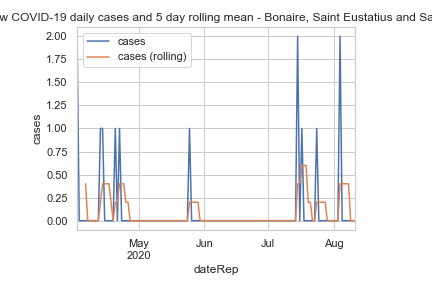 w COVID-19 daily cases and 5 day rolling mean - Bonaire, Saint Eustatius and Sa
cases
cases (rolling)
2.00
1.75
1.50
1.25
1.00
0.75
0.50
0.25
0.00
cases
May
2020
Jun
Jul
Aug
dateRep